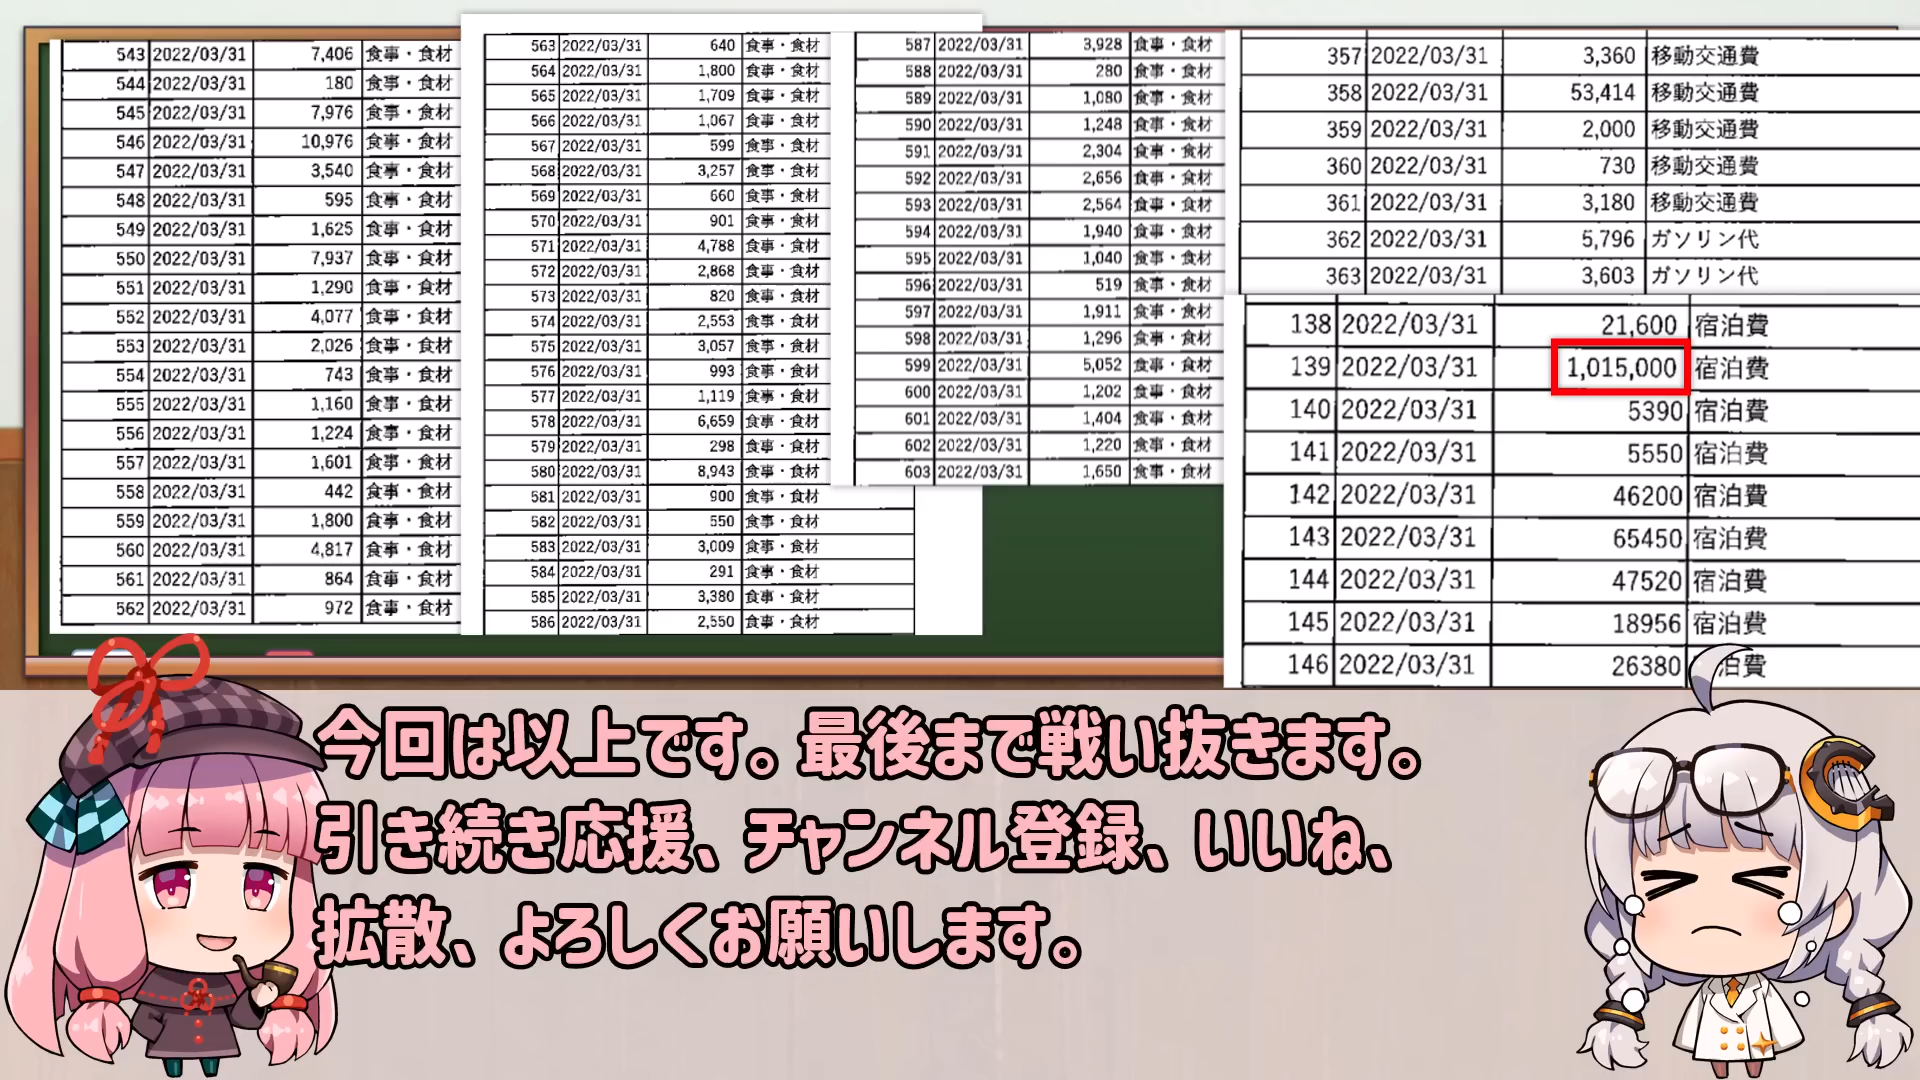 543 2022/03/31 7,406 食事・食材
544 2022/03/31 180 食事・食材
545 2022/03/31 7,976 食事・食材
546 2022/03/31 10,976 食事・食材
547 2022/03/31 3,540 食事・食材
548 2022/03/31 595 食事・食材
549 2022/03/31 1,625 食事・食材
550 2022/03/31 7,937 食事・食材
551 2022/03/31 1,290 食事・食材
552 2022/03/31 4,077 食事・食材
553 2022/03/31 2,026 食事・食材
554 2022/03/31 743 食事・食材
555 2022/03/31 1,160 食事・食材
556 2022/03/31 1,224 食事・食材
557 2022/03/31 1,601 食事・食材
558 2022/03/31 442 食事・食材
559 2022/03/31 1,800 食事・食材
560 2022/03/31 4,817 食事・食材
561 2022/03/31 864 食事・食材
562 2022/03/31 972 食事・食材
563 2022/03/31 640 食事・食材
564 2022/03/31 1,800 食事・食材
565 2022/03/31 1,709 食事・食材
566 2022/03/31 1,067 食事・食材
567 2022/03/31 599 食事・食材
568 2022/03/31 3,257 食事・食材
569 2022/03/31 660 食事・食材
570 2022/03/31 901 食事・食材
571 2022/03/31 4,788 食事・食材
572 2022/03/31 2,868 食事・食材
573 2022/03/31 820 食事・食材
574 2022/03/31 2,553 食事・食材
575 2022/03/31 3,057 食事・食材
576 2022/03/31 993 食事・食材
577 2022/03/31 1,119 食事・食材
578 2022/03/31 6,659 食事・食材
579 2022/03/31 298 食事・食材
580 2022/03/31 8,943 食事・食材
581 2022/03/31 900 食事・食材
582 2022/03/31 550 食事・食材
583 2022/03/31 3,009 食事・食材
584 2022/03/31 291 食事・食材
585 2022/03/31 3,380 食事・食材
586 2022/03/31 2,550 食事・食材
587 2022/03/31 3,928 食事・食材
588 2022/03/31 280 食事・食材
589 2022/03/31 1,080 食事・食材
590 2022/03/31 1,248 食事・食材
591 2022/03/31 2,304 食事・食材
592 2022/03/31 2,656 食事・食材
593 2022/03/31 2,564 食事・食材
594 2022/03/31 1,940 食事・食材
595 2022/03/31 1,040 食事・食材
596 2022/03/31 519 食事・食材
597 2022/03/31 1,911 食事・食材
598 2022/03/31 1,296 食事・食材
599 2022/03/31 5,052 食事・食材
600 2022/03/31 1,202 食事・食材
601 2022/03/31 1,404 食事・食材
602 2022/03/31 1,220 食事・食材
603 2022/03/31 1,650 食事・食材
357 2022/03/31 3,360 移動交通費
358 2022/03/31 53,414 移動交通費
359 2022/03/31 2,000 移動交通費
360 2022/03/31 730 移動交通費
361 2022/03/31 3,180 移動交通費
362 2022/03/31 5,796 ガソリン代
363 2022/03/31 3,603 ガソリン代
138 2022/03/31 21,600 宿泊費
139 2022/03/31 1,015,000 宿泊費
140 2022/03/31 5390 宿泊費
141 2022/03/31 5550 宿泊費
142 2022/03/31 46200 宿泊費
143 2022/03/31 65450 宿泊費
144 2022/03/31 47520 宿泊費
145 2022/03/31 18956 宿泊費
146 2022/03/31 26380 宿泊費
今回は以上です。最後まで戦い抜きます。
引き続き応援、チャンネル登録、いいね、
拡散、よろしくお願いします。